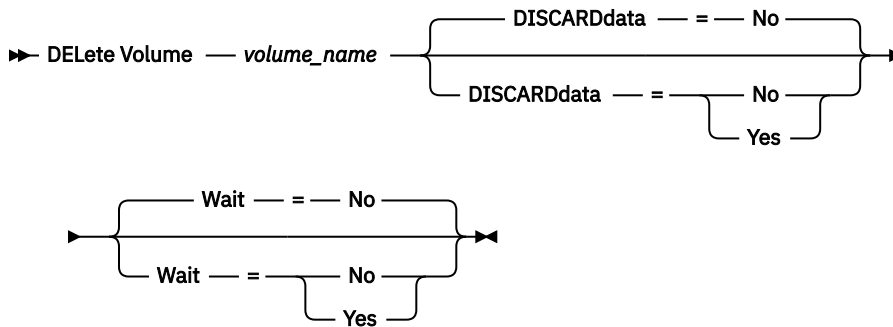 DISCARDdata = No
DELete Volume volume_name
DISCARDdata = No
Yes
Wait = No
Wait = No
Yes